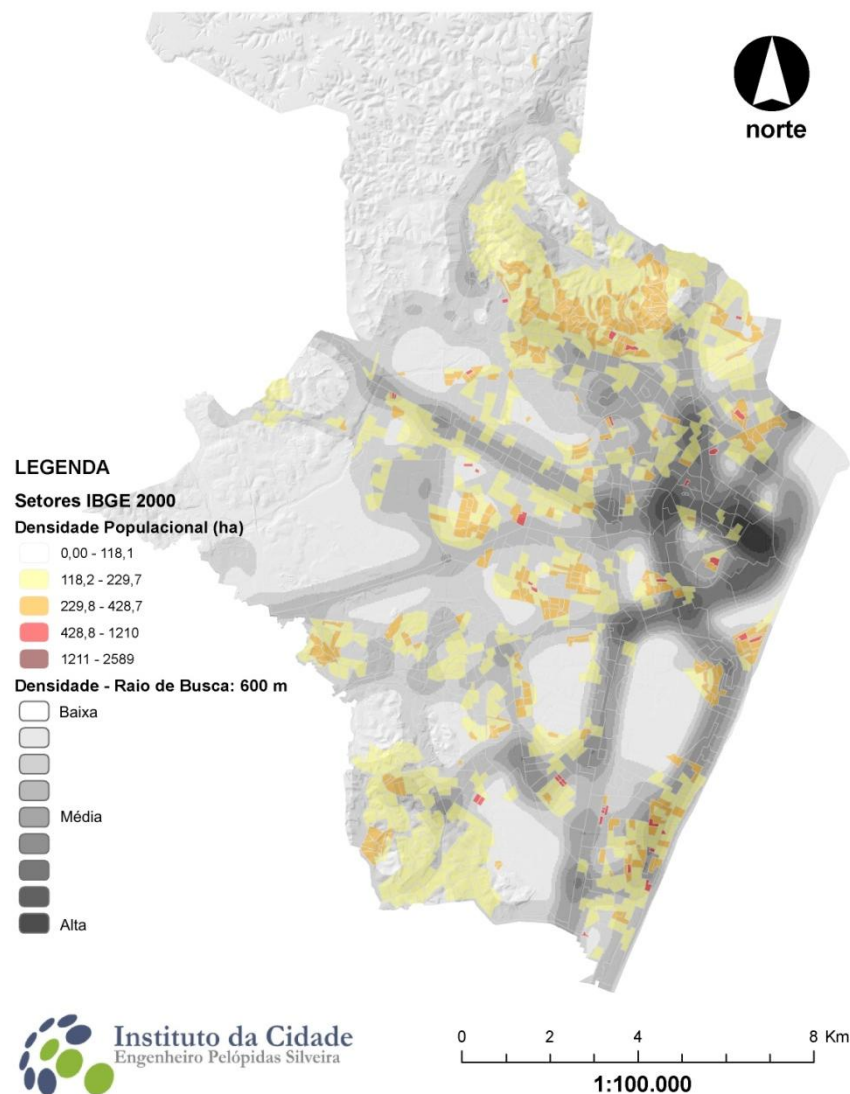 norte
LEGENDA
Setores IBGE 2000
Densidade Populacional (ha)
0,00 - 118,1
118,2 - 229,7
229,8 - 428,7
428,8 - 1210
1211 - 2589
Densidade - Raio de Busca: 600 m
Baixa
Média
Alta
Instituto da Cidade
Engenheiro Pelópidas Silveira
0 2 4 8 Km
1:100.000